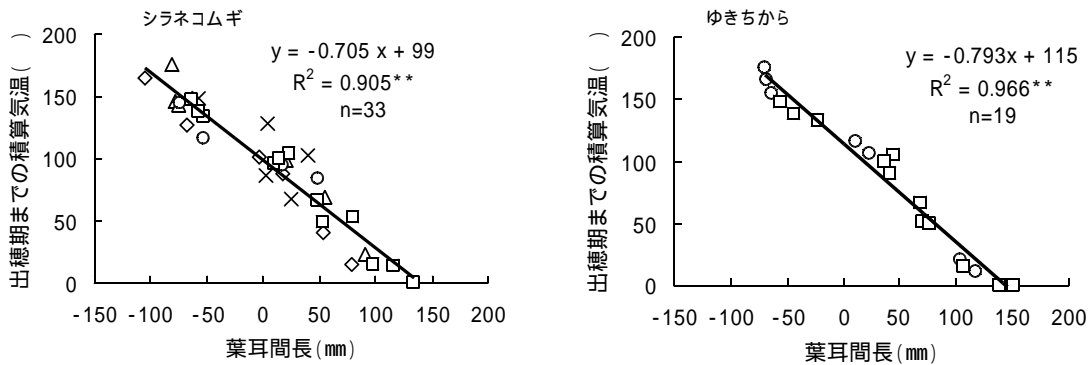 シラネコムギ
出穂期までの積算気温( )
200
150
100
50
0
y = -0.705 x + 99
R² = 0.905**
n=33
-150 -100 -50 0 50 100 150 200
葉耳間長(㎜)
ゆきちから
出穂期までの積算気温( )
200
150
100
50
0
y = -0.793x + 115
R² = 0.966**
n=19
-150 -100 -50 0 50 100 150 200
葉耳間長(㎜)